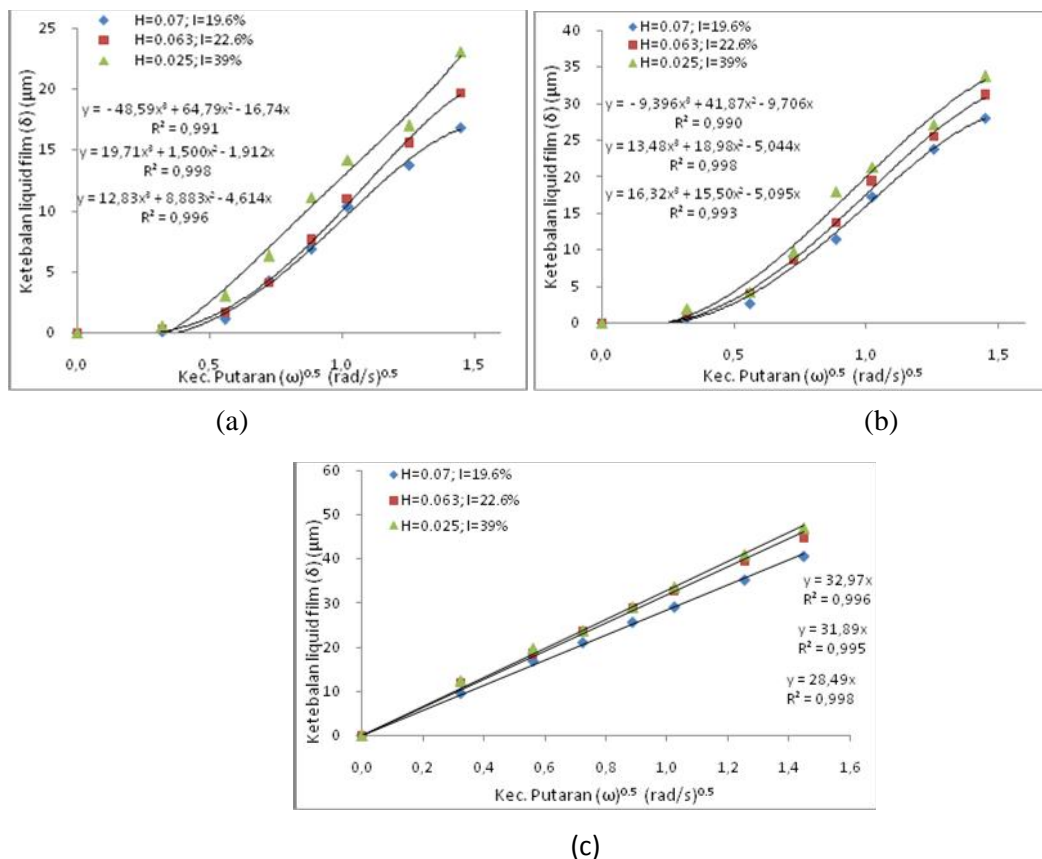 H=0.07; I=19.6%
H=0.063; I=22.6%
H=0.025; I=39%
Ketebalan liquid film (δ) (µm)
25
20
15
10
5
0
y = -48,59x³ + 64,79x² - 16,74x
R² = 0,991
y = 19,71x³ + 1,500x² - 1,912x
R² = 0,998
y = 12,83x³ + 8,883x² - 4,614x
R² = 0,996
0,0 0,5 1,0 1,5
Kec. Putaran (ω)⁰·⁵ (rad/s)⁰·⁵
(a)
H=0.07; I=19.6%
H=0.063; I=22.6%
H=0.025; I=39%
Ketebalan liquid film (δ) (µm)
40
35
30
25
20
15
10
5
0
y = -9,396x³ + 41,87x² - 9,706x
R² = 0,990
y = 13,48x³ + 18,98x² - 5,044x
R² = 0,998
y = 16,32x³ + 15,50x² - 5,095x
R² = 0,993
0,0 0,5 1,0 1,5
Kec. Putaran (ω)⁰·⁵ (rad/s)⁰·⁵
(b)
H=0.07; I=19.6%
H=0.063; I=22.6%
H=0.025; I=39%
Ketebalan liquid film (δ) (µm)
60
50
40
30
20
10
0
y = 32,97x
R² = 0,996
y = 31,89x
R² = 0,995
y = 28,49x
R² = 0,998
0,0 0,2 0,4 0,6 0,8 1,0 1,2 1,4 1,6
Kec. Putaran (ω)⁰·⁵ (rad/s)⁰·⁵
(c)